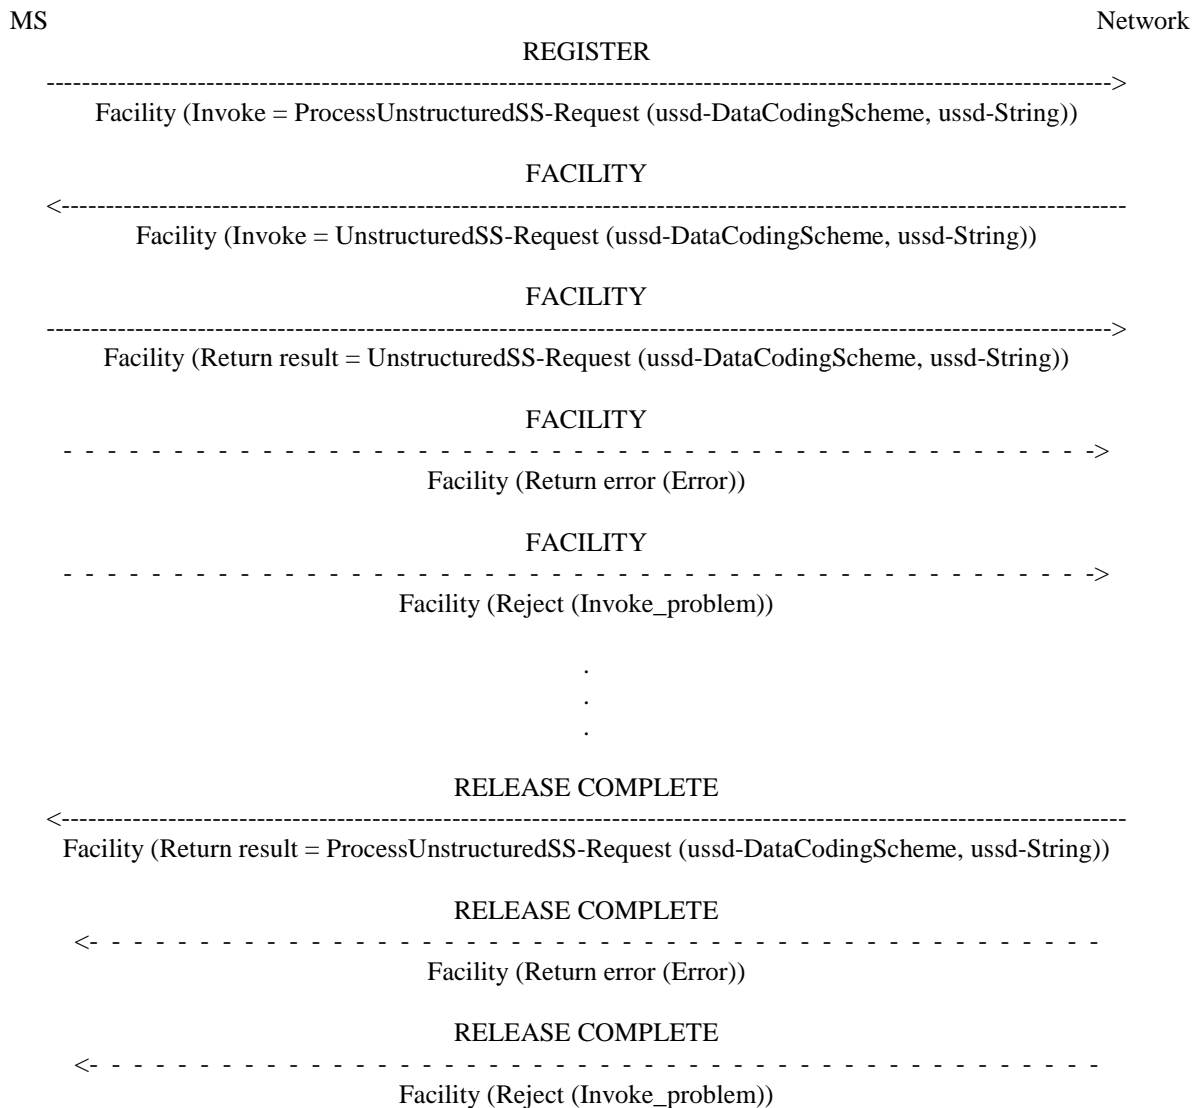 MS Network
REGISTER
------------------------------------------------------------------------------------------------------------------------>
Facility (Invoke = ProcessUnstructuredSS-Request (ussd-DataCodingScheme, ussd-String))
FACILITY
<------------------------------------------------------------------------------------------------------------------------
Facility (Invoke = UnstructuredSS-Request (ussd-DataCodingScheme, ussd-String))
FACILITY
------------------------------------------------------------------------------------------------------------------------>
Facility (Return result = UnstructuredSS-Request (ussd-DataCodingScheme, ussd-String))
FACILITY
- - - - - - - - - - - - - - - - - - - - - - - - - - - - - - - - - - - - - - - - - - - - - - - ->
Facility (Return error (Error))
FACILITY
- - - - - - - - - - - - - - - - - - - - - - - - - - - - - - - - - - - - - - - - - - - - - - - ->
Facility (Reject (Invoke_problem))
.
.
.
RELEASE COMPLETE
<------------------------------------------------------------------------------------------------------------------------
Facility (Return result = ProcessUnstructuredSS-Request (ussd-DataCodingScheme, ussd-String))
RELEASE COMPLETE
<- - - - - - - - - - - - - - - - - - - - - - - - - - - - - - - - - - - - - - - - - - - - - - -
Facility (Return error (Error))
RELEASE COMPLETE
<- - - - - - - - - - - - - - - - - - - - - - - - - - - - - - - - - - - - - - - - - - - - - - -
Facility (Reject (Invoke_problem))